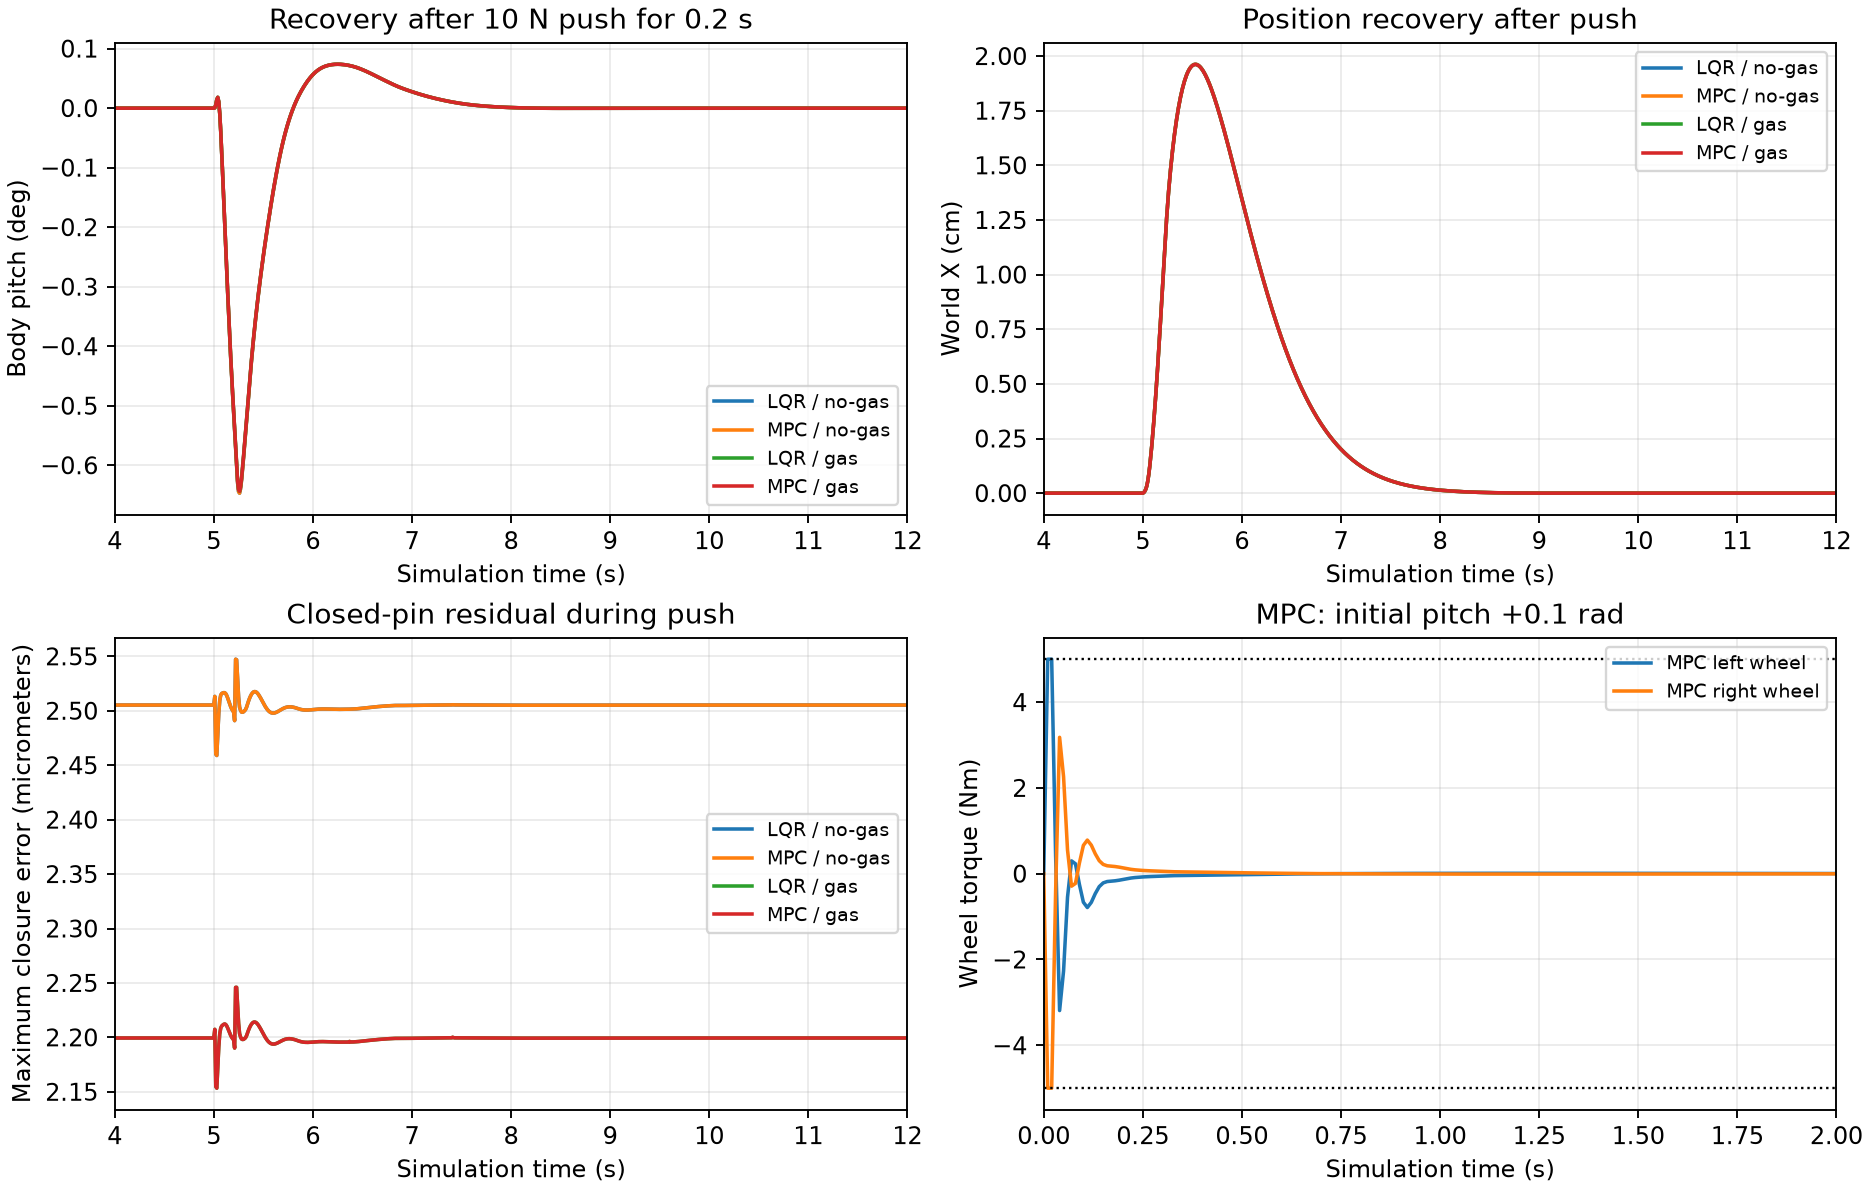 Recovery after 10 N push for 0.2 s
Body pitch (deg)
0.1
0.0
−0.1
−0.2
−0.3
−0.4
−0.5
−0.6
LQR / no-gas
MPC / no-gas
LQR / gas
MPC / gas
4 5 6 7 8 9 10 11 12
Simulation time (s)
Position recovery after push
World X (cm)
2.00
1.75
1.50
1.25
1.00
0.75
0.50
0.25
0.00
LQR / no-gas
MPC / no-gas
LQR / gas
MPC / gas
4 5 6 7 8 9 10 11 12
Simulation time (s)
Closed-pin residual during push
Maximum closure error (micrometers)
2.55
2.50
2.45
2.40
2.35
2.30
2.25
2.20
2.15
LQR / no-gas
MPC / no-gas
LQR / gas
MPC / gas
4 5 6 7 8 9 10 11 12
Simulation time (s)
MPC: initial pitch +0.1 rad
Wheel torque (Nm)
4
2
0
−2
−4
MPC left wheel
MPC right wheel
0.00 0.25 0.50 0.75 1.00 1.25 1.50 1.75 2.00
Simulation time (s)